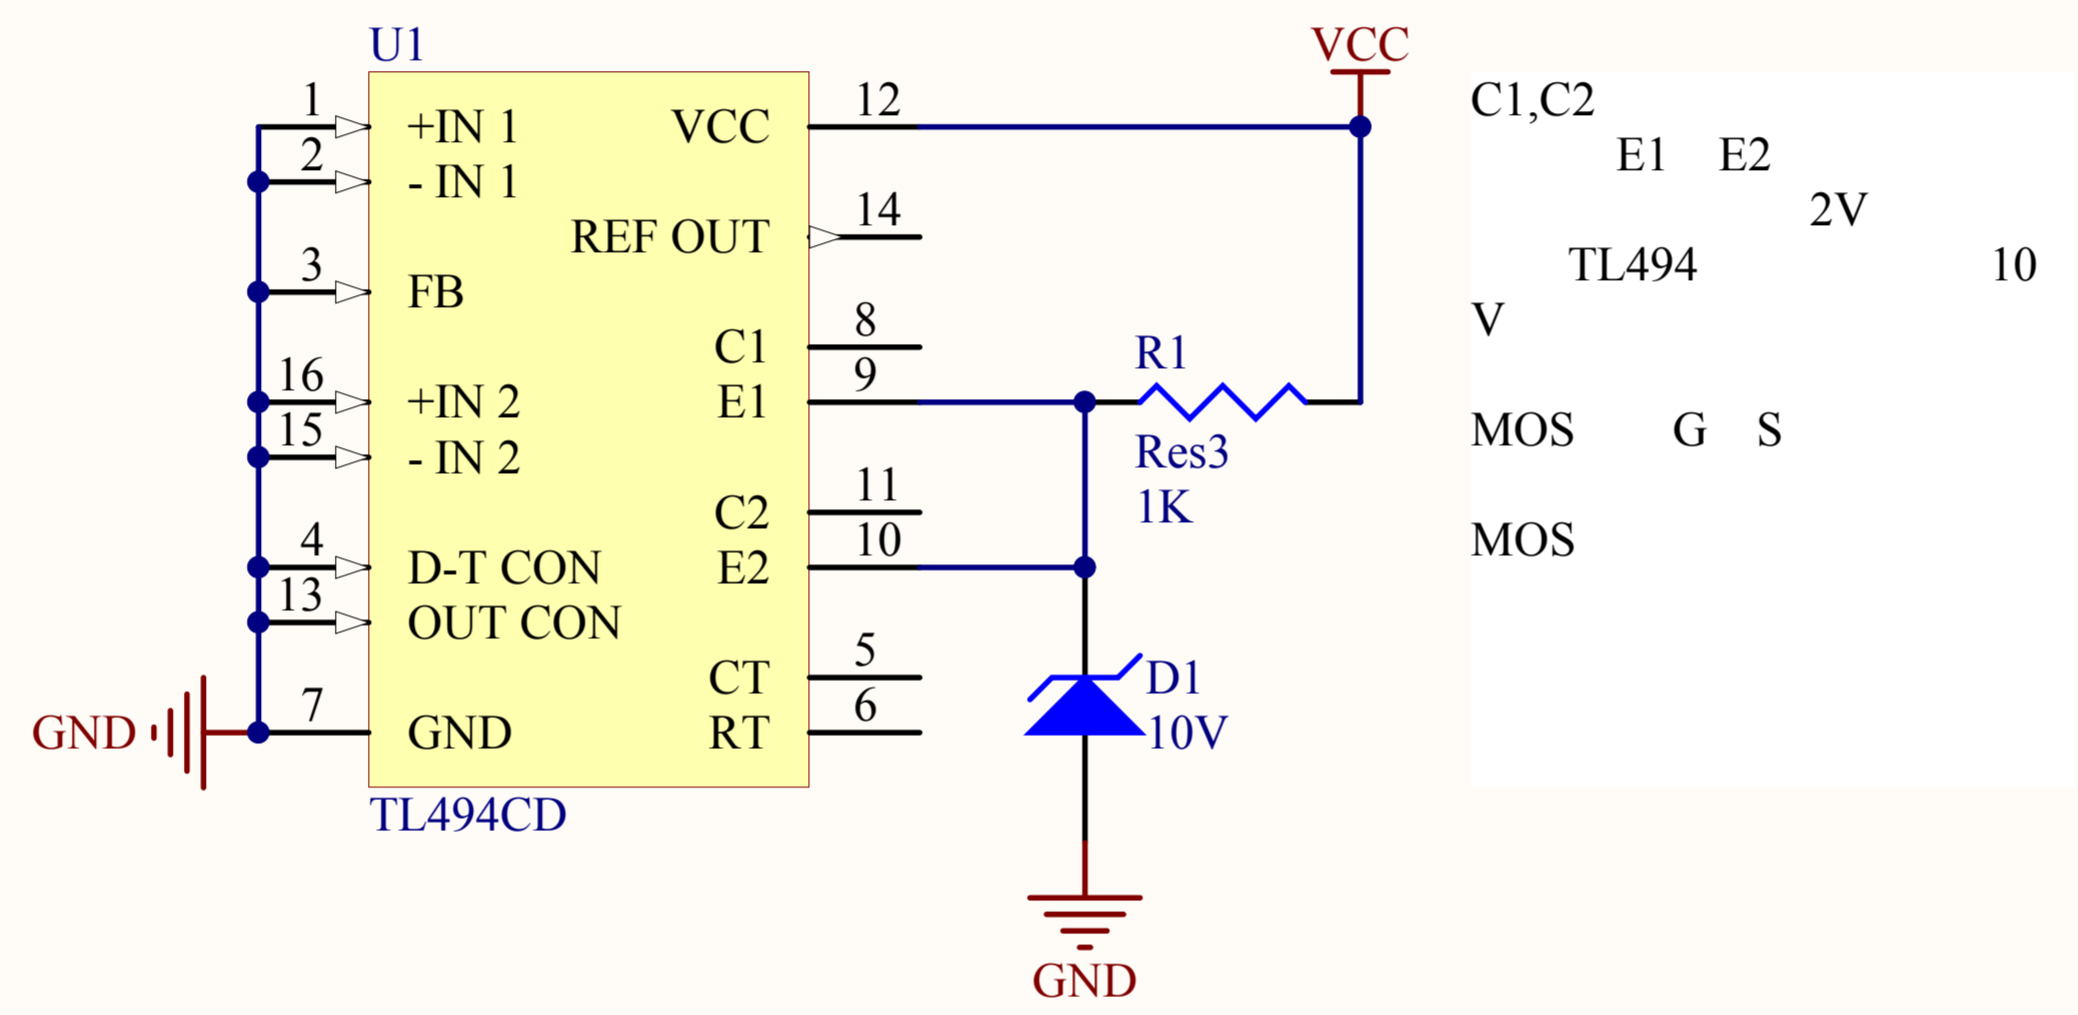 U1
VCC
1
+IN 1
VCC
12
C1,C2
2
- IN 1
E1 E2
REF OUT
14
2V
3
FB
TL494
10
C1
8
V
16
+IN 2
E1
9
R1
15
- IN 2
MOS G S
Res3
C2
11
1K
4
D-T CON
E2
10
MOS
13
OUT CON
CT
5
D1
7
GND
GND
RT
6
10V
TL494CD
GND